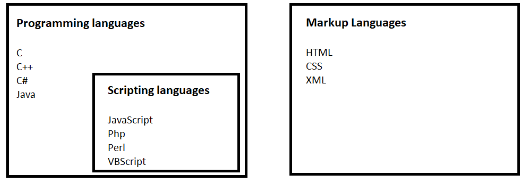 Programming languages
C
C++
C#
Java
Scripting languages
JavaScript
Php
Perl
VBScript
Markup Languages
HTML
CSS
XML